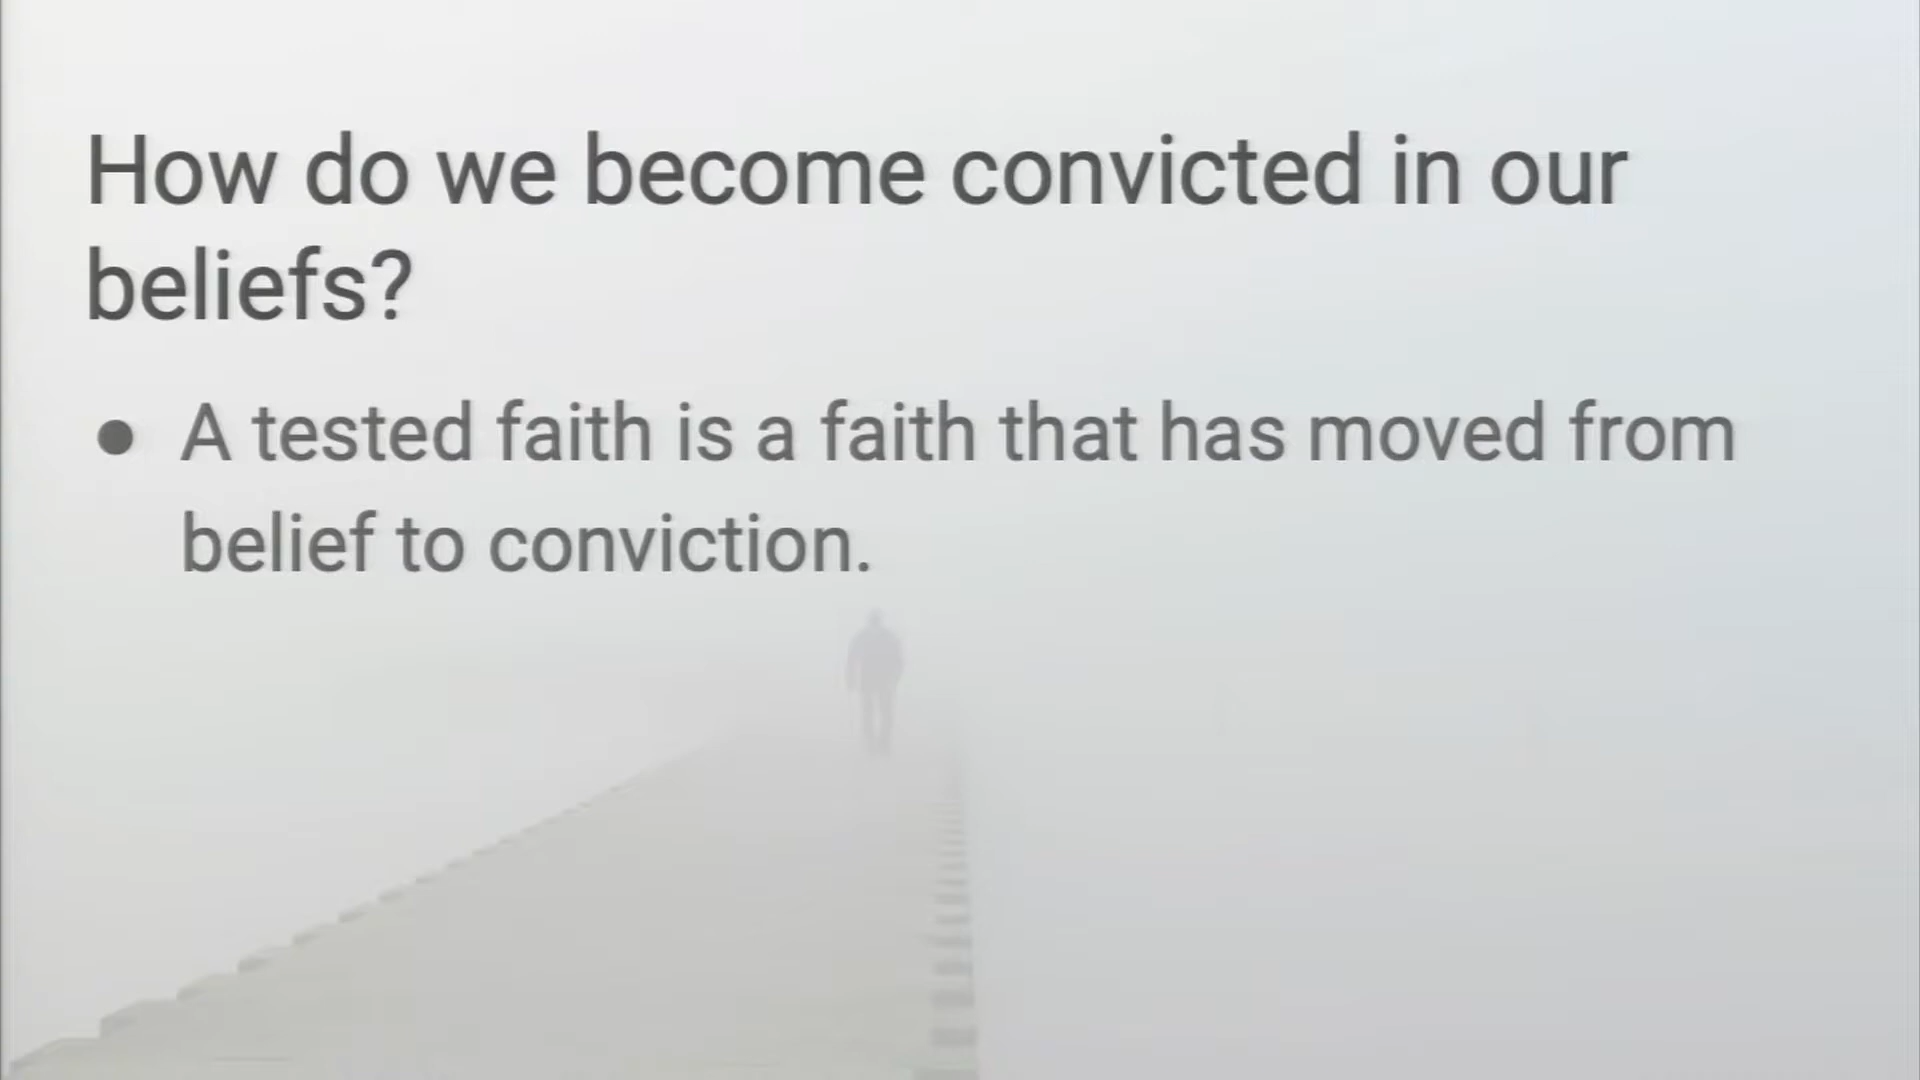 How do we become convicted in our
beliefs?
● A tested faith is a faith that has moved from
belief to conviction.